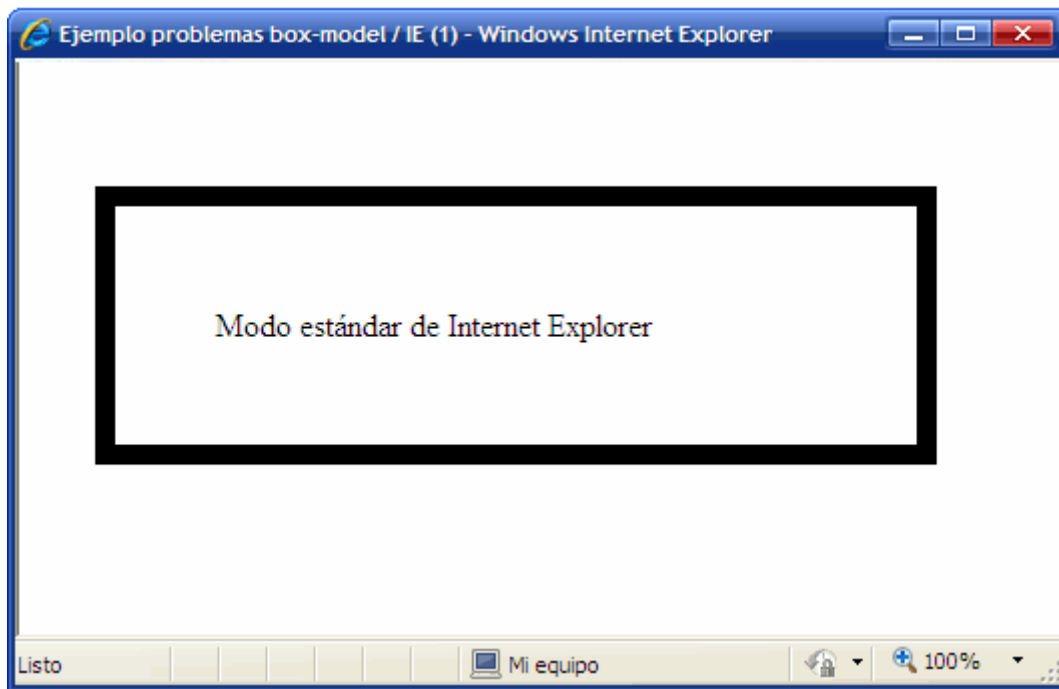 Ejemplo problemas box-model / IE (1) - Windows Internet Explorer
Modo estándar de Internet Explorer
Listo
Mi equipo
100%